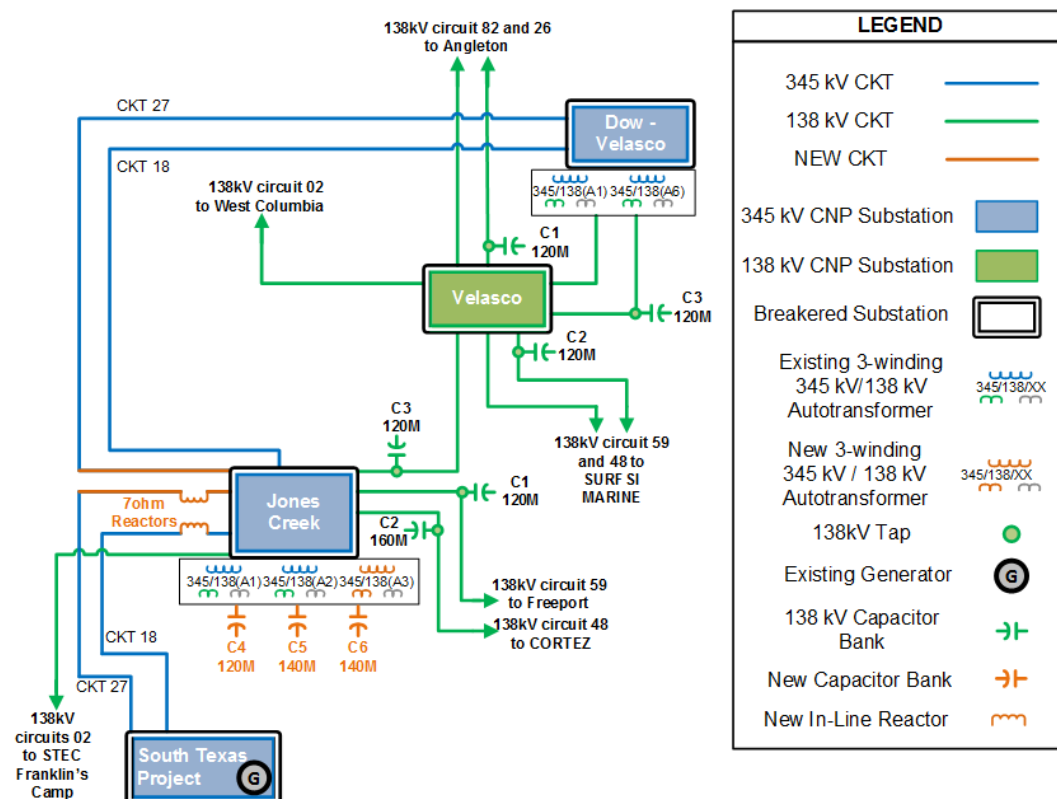 138kV circuit 82 and 26
to Angleton
CKT 27
CKT 18
Dow -
Velasco
345/138(A1)
345/138(A6)
138kV circuit 02
to West Columbia
C1
120M
Velasco
C3
120M
C2
120M
C3
120M
138kV circuit 59
and 48 to
SURF SI
MARINE
7ohm
Reactors
Jones
Creek
C1
120M
C2
160M
345/138(A1)
345/138(A2)
345/138(A3)
138kV circuit 59
to Freeport
138kV circuit 48
to CORTEZ
C4
120M
C5
140M
C6
140M
CKT 18
CKT 27
138kV
circuits 02
to STEC
Franklin's
Camp
South Texas
Project
G
LEGEND
345 kV CKT
138 kV CKT
NEW CKT
345 kV CNP Substation
138 kV CNP Substation
Breakered Substation
Existing 3-winding
345 kV/138 kV
Autotransformer
345/138/XX
New 3-winding
345 kV / 138 kV
Autotransformer
345/138/XX
138kV Tap
Existing Generator
G
138 kV Capacitor
Bank
New Capacitor Bank
New In-Line Reactor